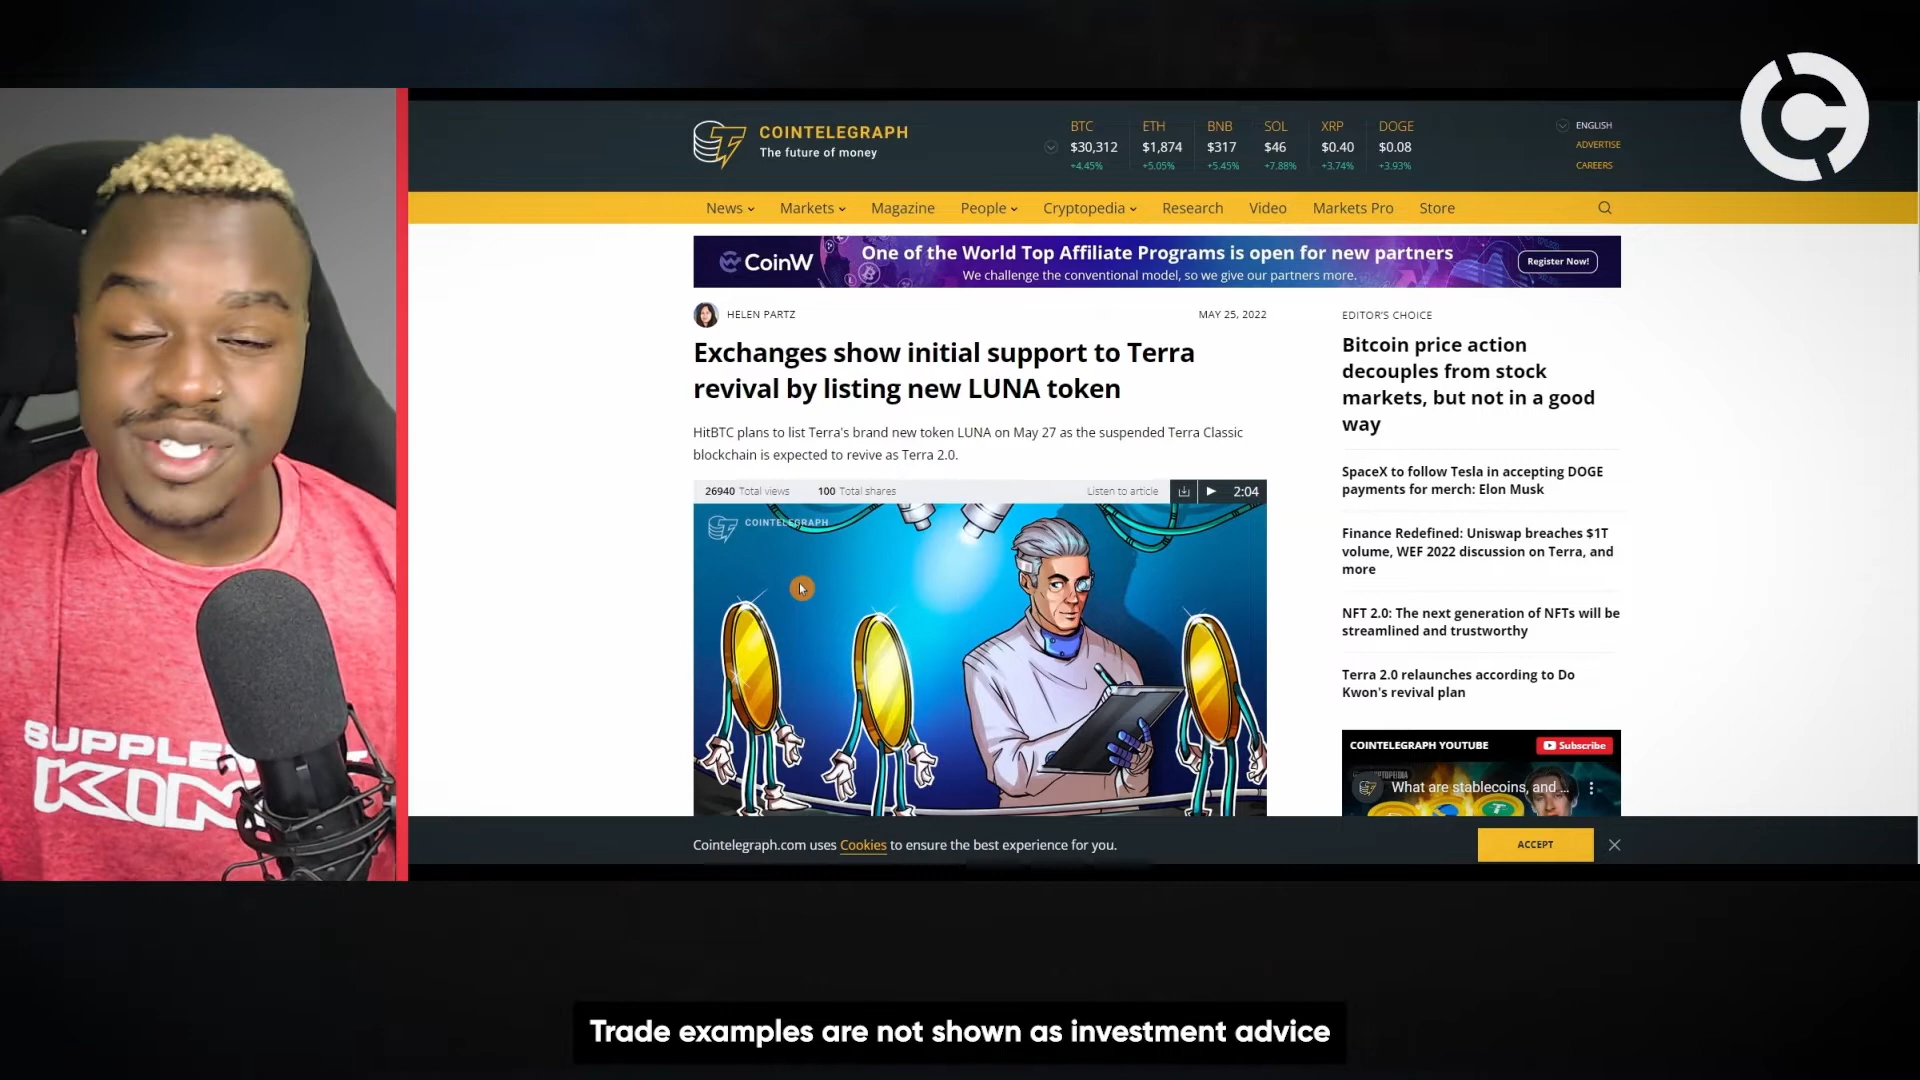 COINTELEGRAPH
The future of money
BTC ETH BNB SOL XRP DOGE
$30,312 $1,874 $317 $46 $0.40 $0.08
+4.45% +5.05% +5.45% +7.88% +3.74% +3.93%
ENGLISH
ADVERTISE
CAREERS
News Markets Magazine People Cryptopedia Research Video Markets Pro Store
CoinW
One of the World Top Affiliate Programs is open for new partners
We challenge the conventional model, so we give our partners more.
Register Now!
HELEN PARTZ
MAY 25, 2022
Exchanges show initial support to Terra
revival by listing new LUNA token
HitBTC plans to list Terra's brand new token LUNA on May 27 as the suspended Terra Classic
blockchain is expected to revive as Terra 2.0.
26940 Total views 100 Total shares Listen to article 2:04
COINTELEGRAPH
EDITOR'S CHOICE
Bitcoin price action
decouples from stock
markets, but not in a good
way
SpaceX to follow Tesla in accepting DOGE
payments for merch: Elon Musk
Finance Redefined: Uniswap breaches $1T
volume, WEF 2022 discussion on Terra, and
more
NFT 2.0: The next generation of NFTs will be
streamlined and trustworthy
Terra 2.0 relaunches according to Do
Kwon's revival plan
COINTELEGRAPH YOUTUBE
Subscribe
What are stablecoins, and ...
Cointelegraph.com uses Cookies to ensure the best experience for you.
ACCEPT
KIN
Trade examples are not shown as investment advice